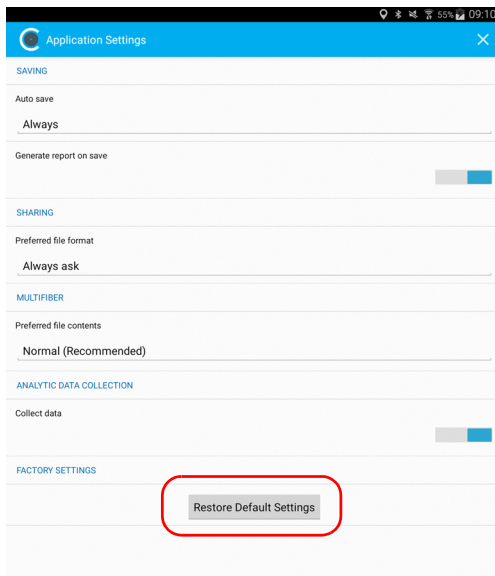 55% 09:10
Application Settings
SAVING
Auto save
Always
Generate report on save
SHARING
Preferred file format
Always ask
MULTIFIBER
Preferred file contents
Normal (Recommended)
ANALYTIC DATA COLLECTION
Collect data
FACTORY SETTINGS
Restore Default Settings